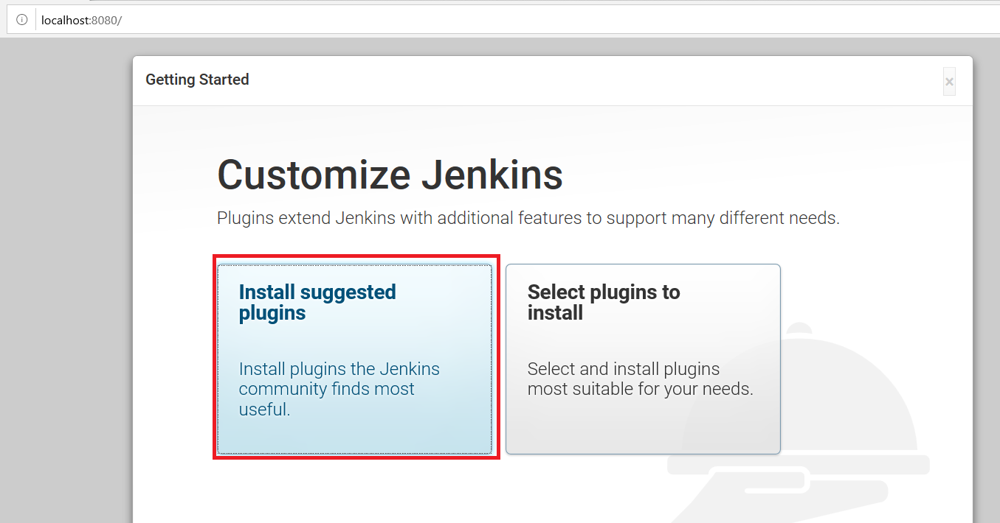 localhost:8080/
Getting Started
×
Customize Jenkins
Plugins extend Jenkins with additional features to support many different needs.
Install suggested
plugins
Install plugins the Jenkins
community finds most
useful.
Select plugins to
install
Select and install plugins
most suitable for your needs.